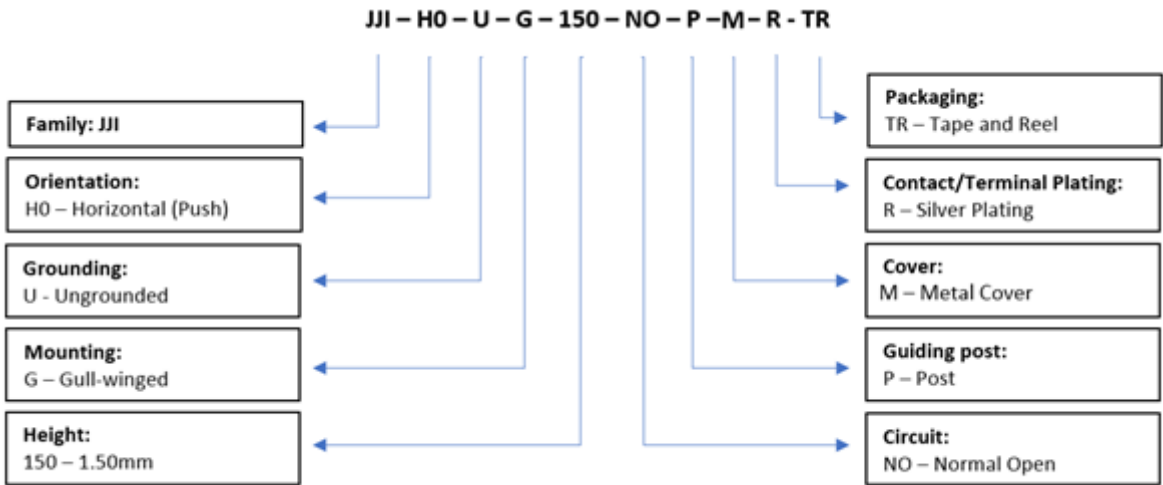 JJI – H0 – U – G – 150 – NO – P –M – R - TR
Family: JJI
Orientation:
H0 – Horizontal (Push)
Grounding:
U - Ungrounded
Mounting:
G – Gull-winged
Height:
150 – 1.50mm
Packaging:
TR – Tape and Reel
Contact/Terminal Plating:
R – Silver Plating
Cover:
M – Metal Cover
Guiding post:
P – Post
Circuit:
NO – Normal Open